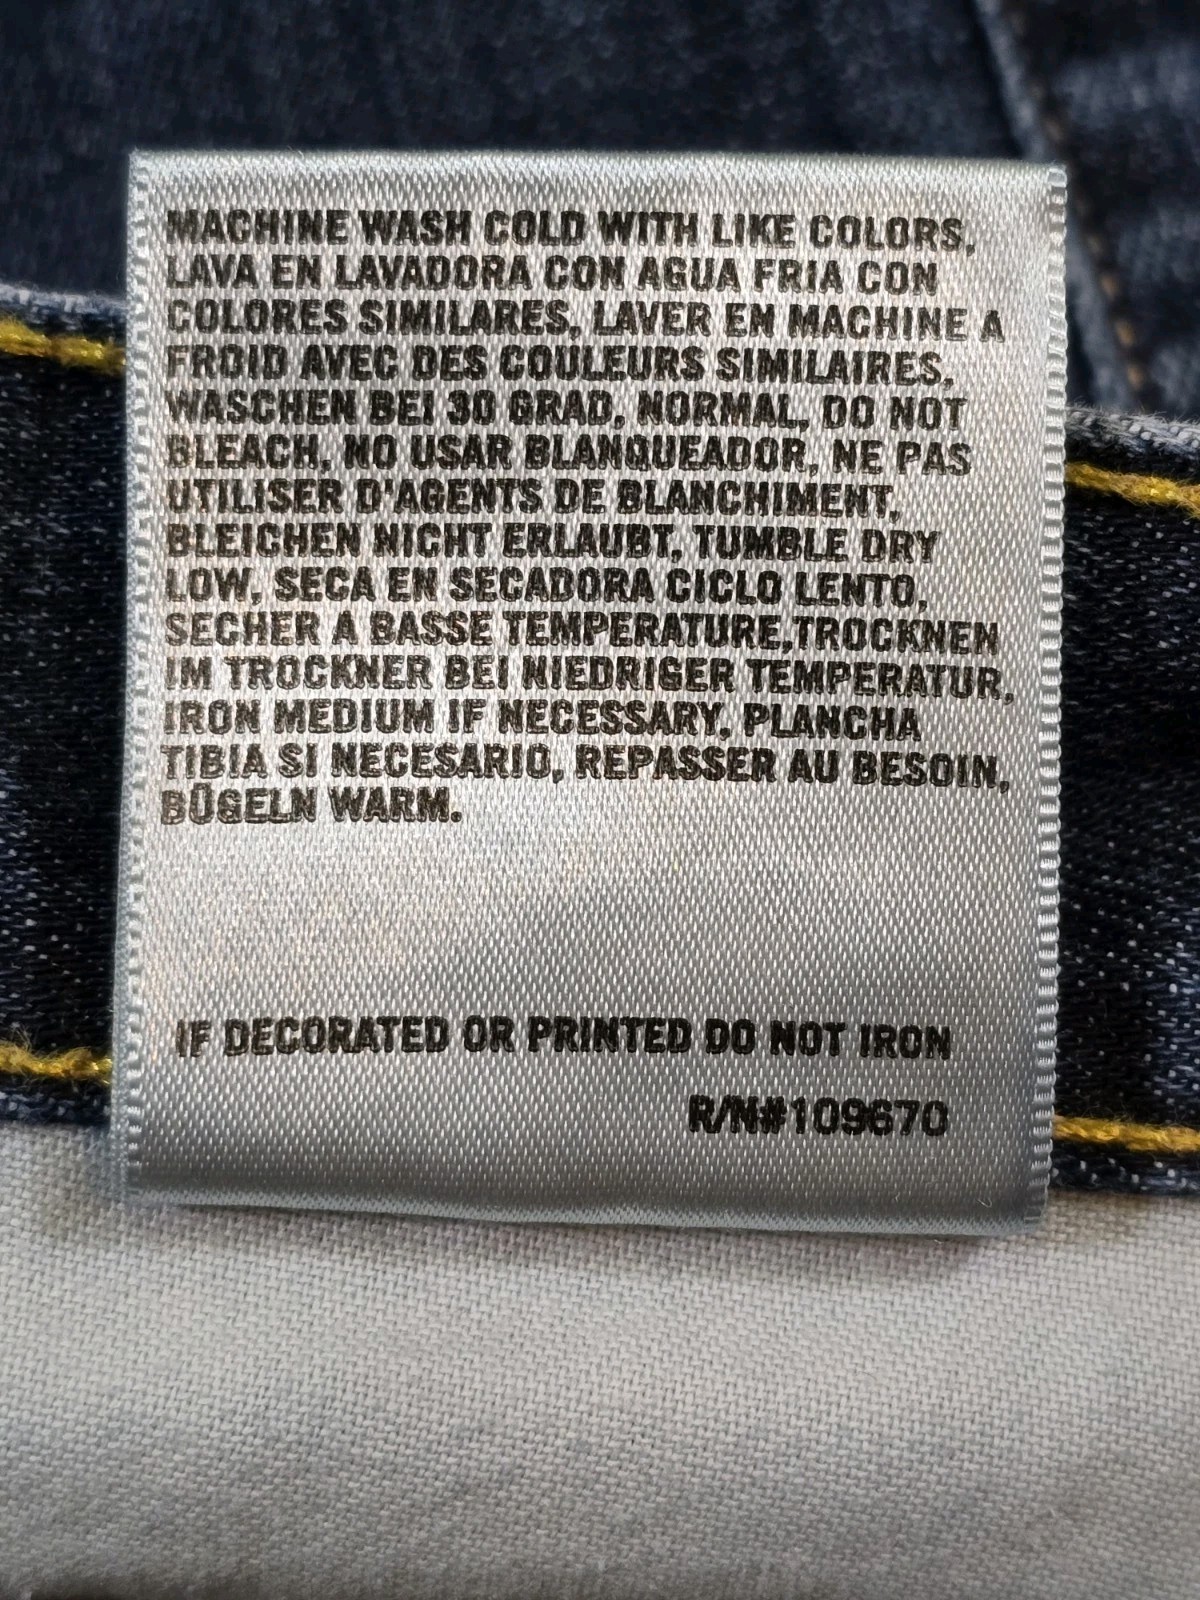 MACHINE WASH COLD WITH LIKE COLORS,
LAVA EN LAVADORA CON AGUA FRIA CON
COLORES SIMILARES, LAVER EN MACHINE A
FROID AVEC DES COULEURS SIMILAIRES.
WASCHEN BEI 30 GRAD, NORMAL, DO NOT
BLEACH, NO USAR BLANQUEADOR, NE PAS
UTILISER D'AGENTS DE BLANCHIMENT,
BLEICHEN NICHT ERLAUBT, TUMBLE DRY
LOW, SECA EN SECADORA CICLO LENTO,
SECHER A BASSE TEMPERATURE,TROCKNEN
IM TROCKNER BEI NIEDRIGER TEMPERATUR,
IRON MEDIUM IF NECESSARY, PLANCHA
TIBIA SI NECESARIO, REPASSER AU BESOIN,
BÜGELN WARM.
IF DECORATED OR PRINTED DO NOT IRON
R/N#109670